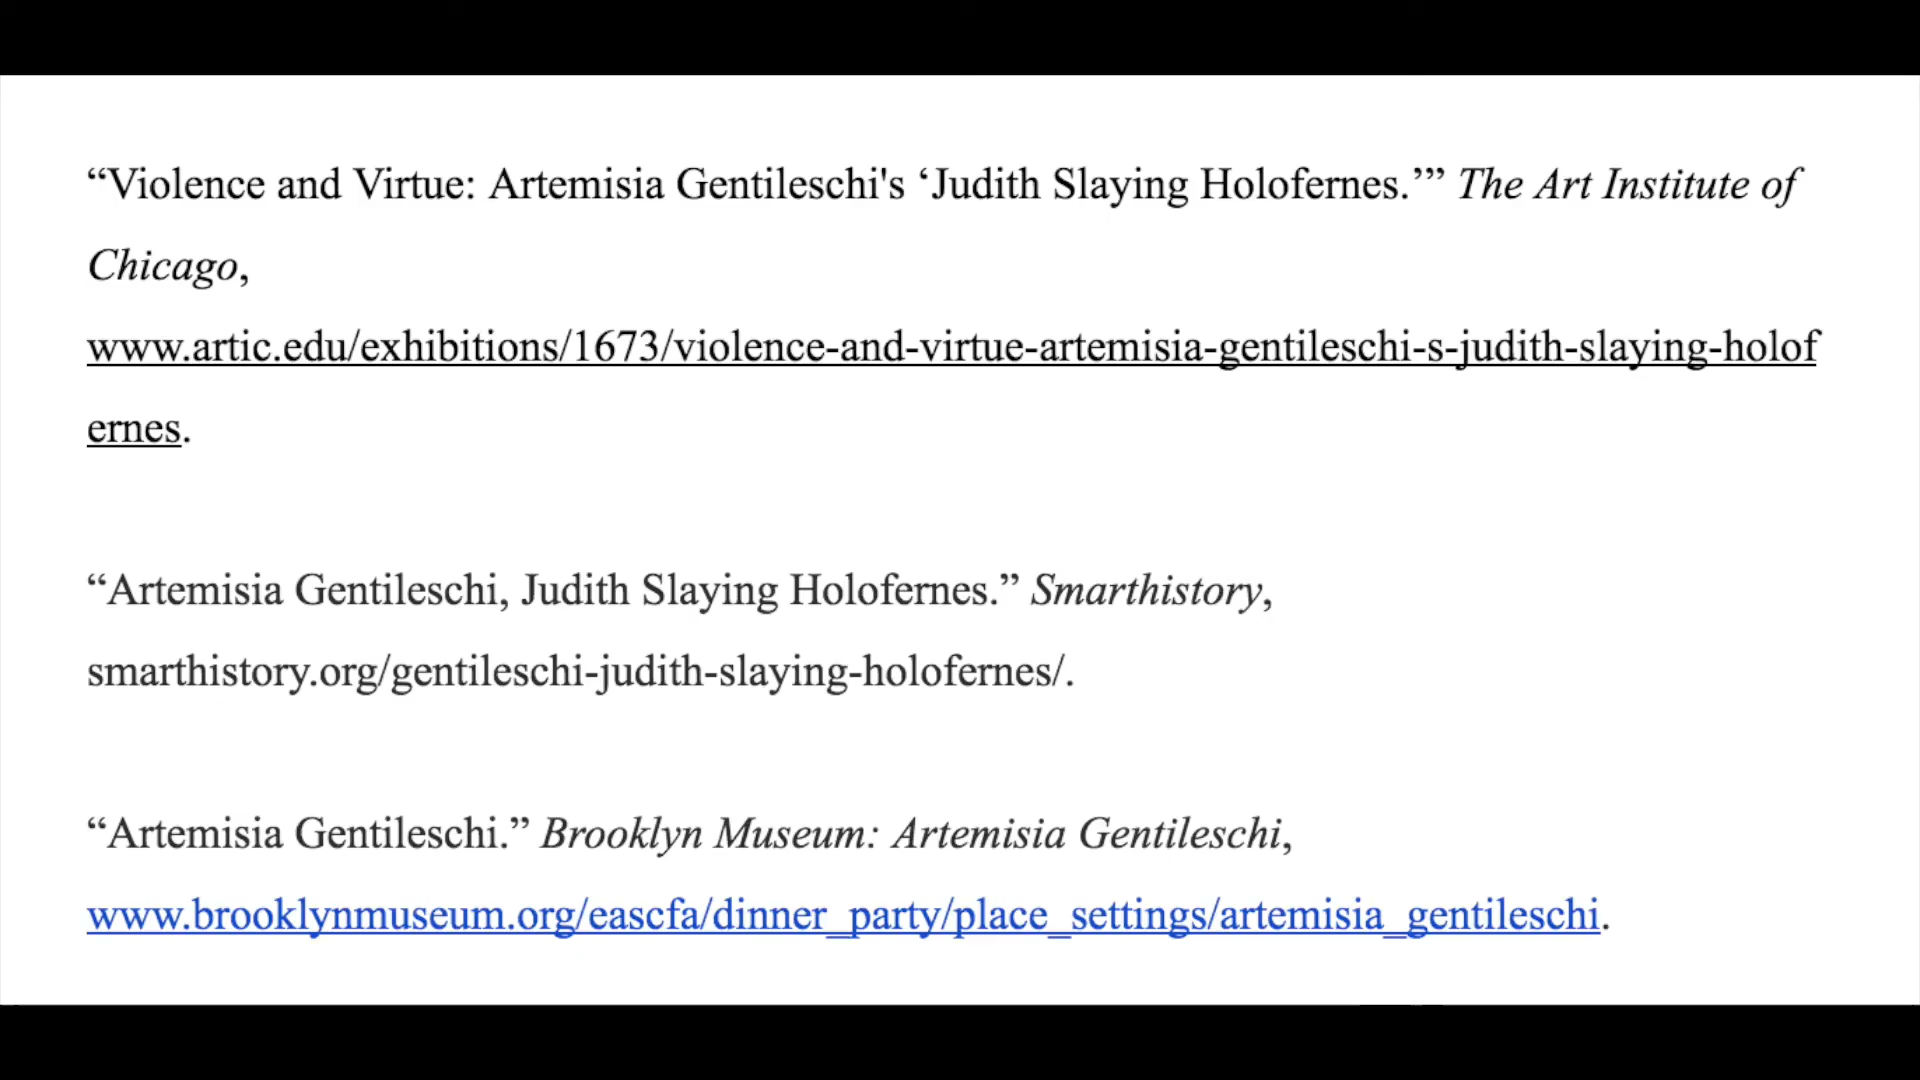 “Violence and Virtue: Artemisia Gentileschi's ‘Judith Slaying Holofernes.’” The Art Institute of
Chicago,
www.artic.edu/exhibitions/1673/violence-and-virtue-artemisia-gentileschi-s-judith-slaying-holof
ernes.
“Artemisia Gentileschi, Judith Slaying Holofernes.” Smarthistory,
smarthistory.org/gentileschi-judith-slaying-holofernes/.
“Artemisia Gentileschi.” Brooklyn Museum: Artemisia Gentileschi,
www.brooklynmuseum.org/eascfa/dinner_party/place_settings/artemisia_gentileschi.